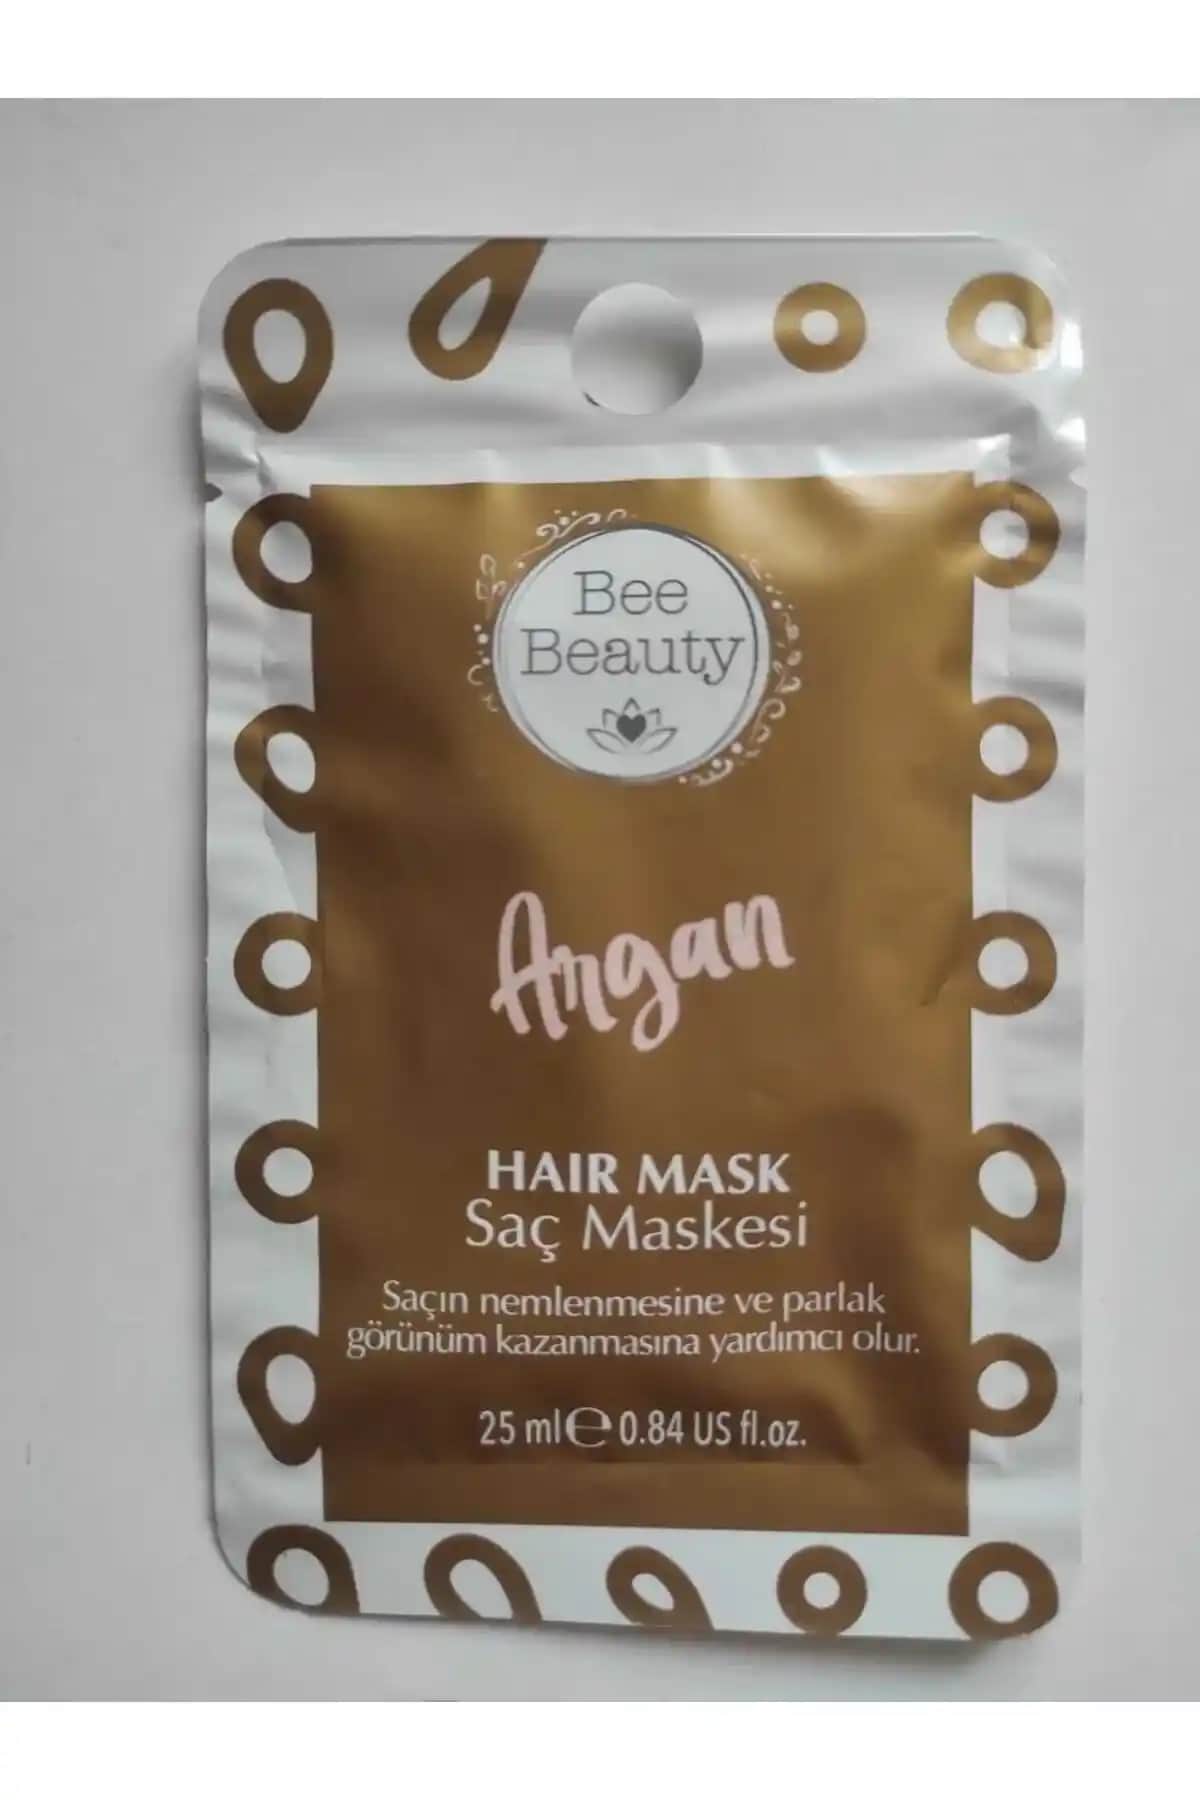 Bee
Beauty
Argan
HAIR MASK
Saç Maskesi
Saçın nemlenmesine ve parlak
görünüm kazanmasına yardımcı olur.
25 ml ℮ 0.84 US fl.oz.